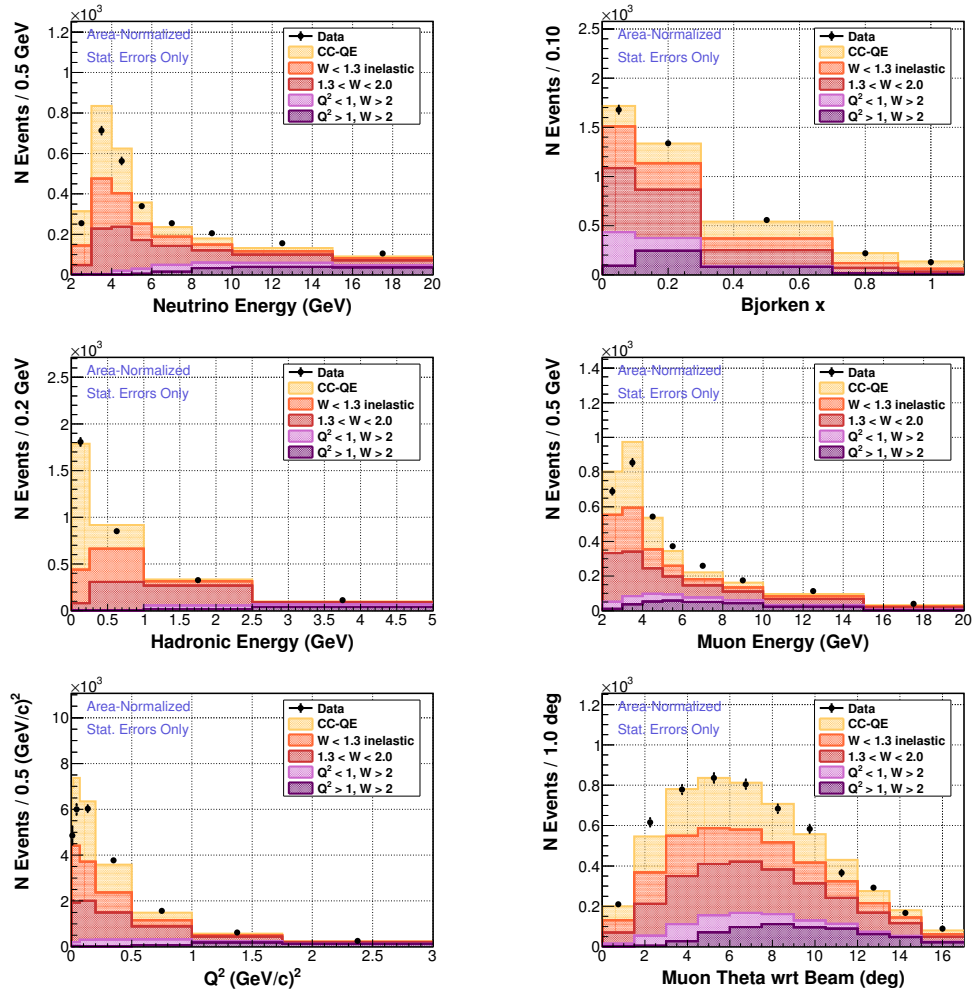 ×10³
Area-Normalized
Stat. Errors Only
Data
CC-QE
W < 1.3 inelastic
1.3 < W < 2.0
Q² < 1, W > 2
Q² > 1, W > 2
N Events / 0.5 GeV
1.2
1
0.8
0.6
0.4
0.2
0
2 4 6 8 10 12 14 16 18 20
Neutrino Energy (GeV)
×10³
Area-Normalized
Stat. Errors Only
Data
CC-QE
W < 1.3 inelastic
1.3 < W < 2.0
Q² < 1, W > 2
Q² > 1, W > 2
N Events / 0.10
2.5
2
1.5
1
0.5
0
0 0.2 0.4 0.6 0.8 1
Bjorken x
×10³
Area-Normalized
Stat. Errors Only
Data
CC-QE
W < 1.3 inelastic
1.3 < W < 2.0
Q² < 1, W > 2
Q² > 1, W > 2
N Events / 0.2 GeV
2.5
2
1.5
1
0.5
0
0 0.5 1 1.5 2 2.5 3 3.5 4 4.5 5
Hadronic Energy (GeV)
×10³
Area-Normalized
Stat. Errors Only
Data
CC-QE
W < 1.3 inelastic
1.3 < W < 2.0
Q² < 1, W > 2
Q² > 1, W > 2
N Events / 0.5 GeV
1.4
1.2
1
0.8
0.6
0.4
0.2
0
2 4 6 8 10 12 14 16 18 20
Muon Energy (GeV)
×10³
Area-Normalized
Stat. Errors Only
Data
CC-QE
W < 1.3 inelastic
1.3 < W < 2.0
Q² < 1, W > 2
Q² > 1, W > 2
N Events / 0.5 (GeV/c)²
10
8
6
4
2
0
0 0.5 1 1.5 2 2.5 3
Q² (GeV/c)²
×10³
Area-Normalized
Stat. Errors Only
Data
CC-QE
W < 1.3 inelastic
1.3 < W < 2.0
Q² < 1, W > 2
Q² > 1, W > 2
N Events / 1.0 deg
1.2
1
0.8
0.6
0.4
0.2
0
0 2 4 6 8 10 12 14 16
Muon Theta wrt Beam (deg)